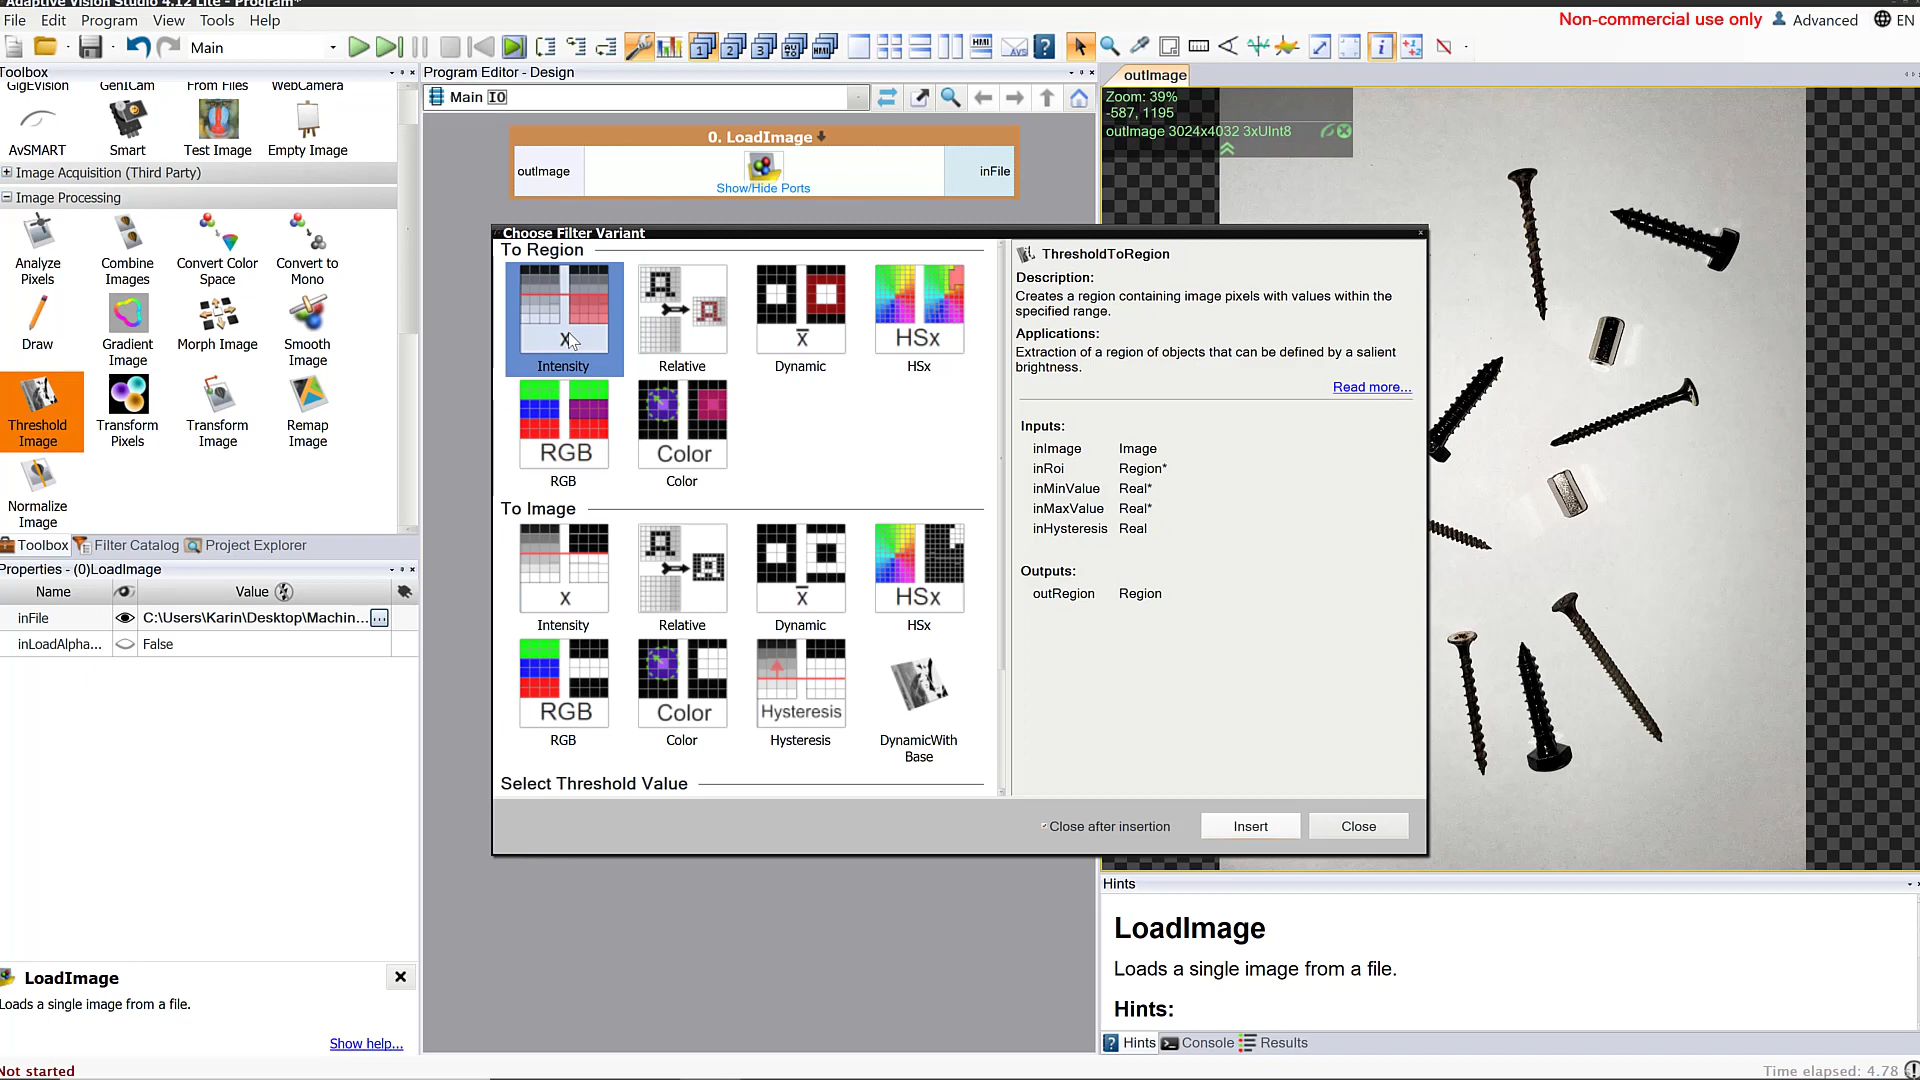 Adaptive Vision Studio 4.12 Lite - Program*
File Edit Program View Tools Help
Non-commercial use only Advanced EN
Main
Toolbox
GigEVision GenICam From Files WebCamera
AvSMART Smart Test Image Empty Image
Image Acquisition (Third Party)
Image Processing
Analyze Pixels
Combine Images
Convert Color Space
Convert to Mono
Draw
Gradient Image
Morph Image
Smooth Image
Threshold Image
Transform Pixels
Transform Image
Remap Image
Normalize Image
Toolbox Filter Catalog Project Explorer
Properties - (0)LoadImage
Name Value
inFile C:\Users\Karin\Desktop\Machin... ...
inLoadAlpha... False
LoadImage
Loads a single image from a file.
Show help...
Not started
Program Editor - Design
Main IO
0. LoadImage
outImage inFile
Show/Hide Ports
Choose Filter Variant
To Region
x
x̄
HSx
Intensity Relative Dynamic HSx
RGB Color
RGB Color
To Image
x
x̄
HSx
Intensity Relative Dynamic HSx
RGB Color Hysteresis
RGB Color Hysteresis DynamicWith
Base
Select Threshold Value
ThresholdToRegion
Description:
Creates a region containing image pixels with values within the
specified range.
Applications:
Extraction of a region of objects that can be defined by a salient
brightness.
Read more...
Inputs:
inImage Image
inRoi Region*
inMinValue Real*
inMaxValue Real*
inHysteresis Real
Outputs:
outRegion Region
Close after insertion Insert Close
outImage
Zoom: 39%
-587, 1195
outImage 3024x4032 3xUInt8
Hints
LoadImage
Loads a single image from a file.
Hints:
Hints Console Results
Time elapsed: 4.78